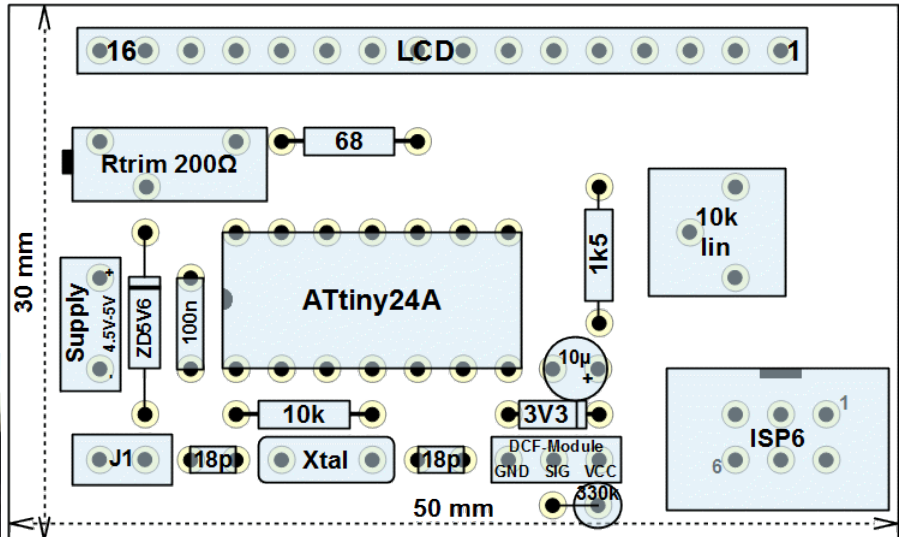 16 LCD 1
Rtrim 200Ω
68
10k
lin
1k5
30 mm
Supply
4.5V-5V
+
-
ZD5V6
100n
ATtiny24A
10µ
+
10k
3V3
1
ISP6
6
J1
18p
Xtal
18p
DCF-Module
GND SIG VCC
330k
50 mm